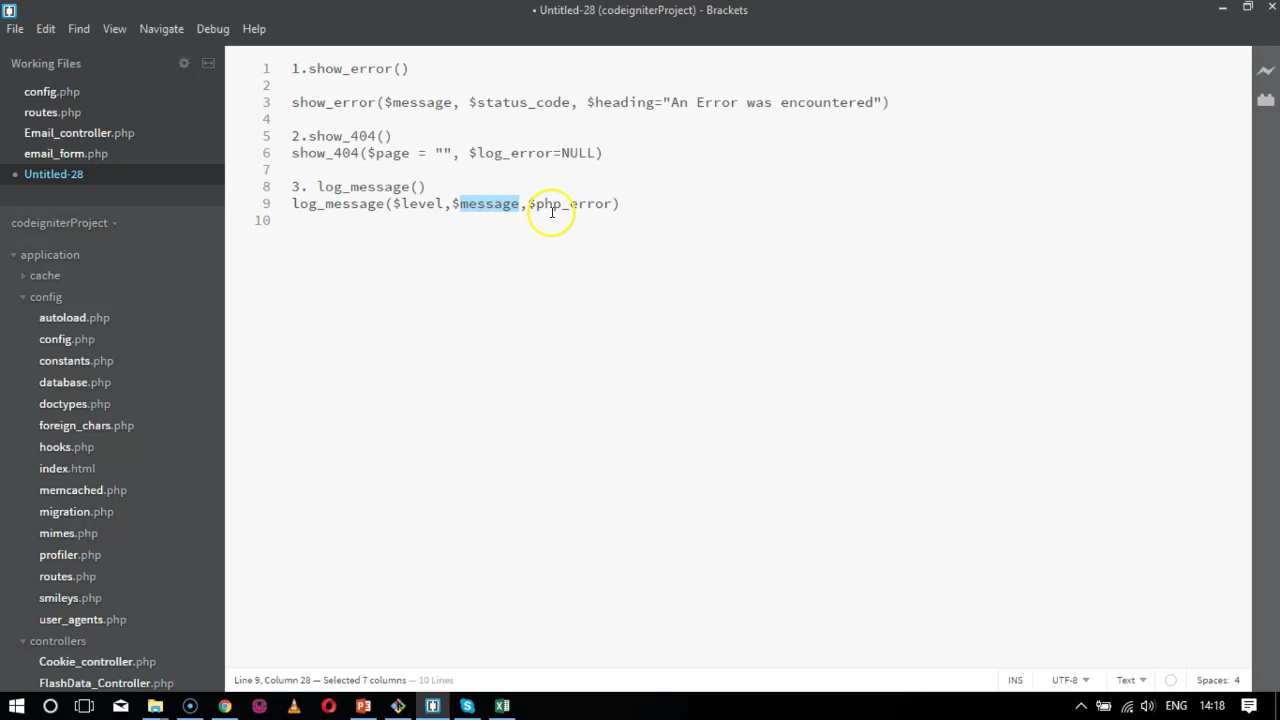 • Untitled-28 (codeigniterProject) - Brackets
File Edit Find View Navigate Debug Help
Working Files
config.php
routes.php
Email_controller.php
email_form.php
Untitled-28
codeigniterProject
application
cache
config
autoload.php
config.php
constants.php
database.php
doctypes.php
foreign_chars.php
hooks.php
index.html
memcached.php
migration.php
mimes.php
profiler.php
routes.php
smileys.php
user_agents.php
controllers
Cookie_controller.php
FlashData_Controller.php
1 1.show_error()
2
3 show_error($message, $status_code, $heading="An Error was encountered")
4
5 2.show_404()
6 show_404($page = "", $log_error=NULL)
7
8 3. log_message()
9 log_message($level,$message,$php_error)
10
Line 9, Column 28 — Selected 7 columns — 10 Lines
INS UTF-8 Text Spaces: 4
ENG 14:18